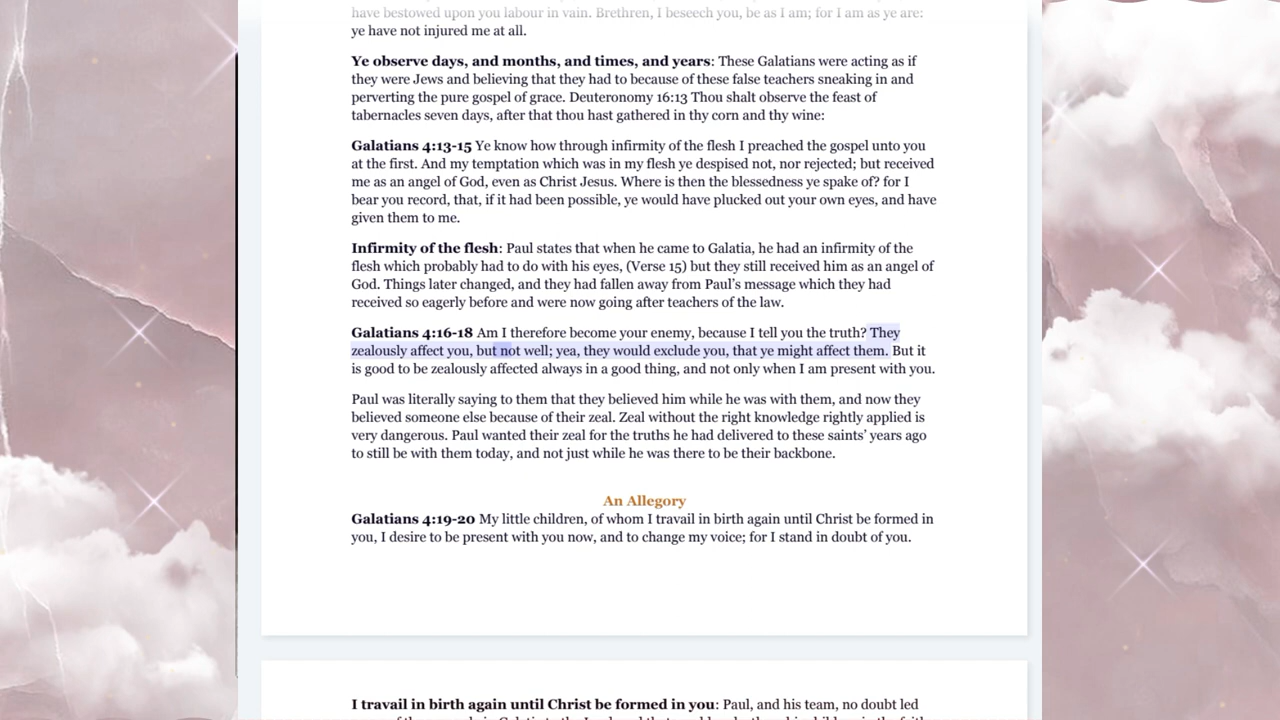 have bestowed upon you labour in vain. Brethren, I beseech you, be as I am; for I am as ye are:
ye have not injured me at all.
Ye observe days, and months, and times, and years: These Galatians were acting as if
they were Jews and believing that they had to because of these false teachers sneaking in and
perverting the pure gospel of grace. Deuteronomy 16:13 Thou shalt observe the feast of
tabernacles seven days, after that thou hast gathered in thy corn and thy wine:
Galatians 4:13-15 Ye know how through infirmity of the flesh I preached the gospel unto you
at the first. And my temptation which was in my flesh ye despised not, nor rejected; but received
me as an angel of God, even as Christ Jesus. Where is then the blessedness ye spake of? for I
bear you record, that, if it had been possible, ye would have plucked out your own eyes, and have
given them to me.
Infirmity of the flesh: Paul states that when he came to Galatia, he had an infirmity of the
flesh which probably had to do with his eyes, (Verse 15) but they still received him as an angel of
God. Things later changed, and they had fallen away from Paul’s message which they had
received so eagerly before and were now going after teachers of the law.
Galatians 4:16-18 Am I therefore become your enemy, because I tell you the truth? They
zealously affect you, but not well; yea, they would exclude you, that ye might affect them. But it
is good to be zealously affected always in a good thing, and not only when I am present with you.
Paul was literally saying to them that they believed him while he was with them, and now they
believed someone else because of their zeal. Zeal without the right knowledge rightly applied is
very dangerous. Paul wanted their zeal for the truths he had delivered to these saints’ years ago
to still be with them today, and not just while he was there to be their backbone.
An Allegory
Galatians 4:19-20 My little children, of whom I travail in birth again until Christ be formed in
you, I desire to be present with you now, and to change my voice; for I stand in doubt of you.
I travail in birth again until Christ be formed in you: Paul, and his team, no doubt led